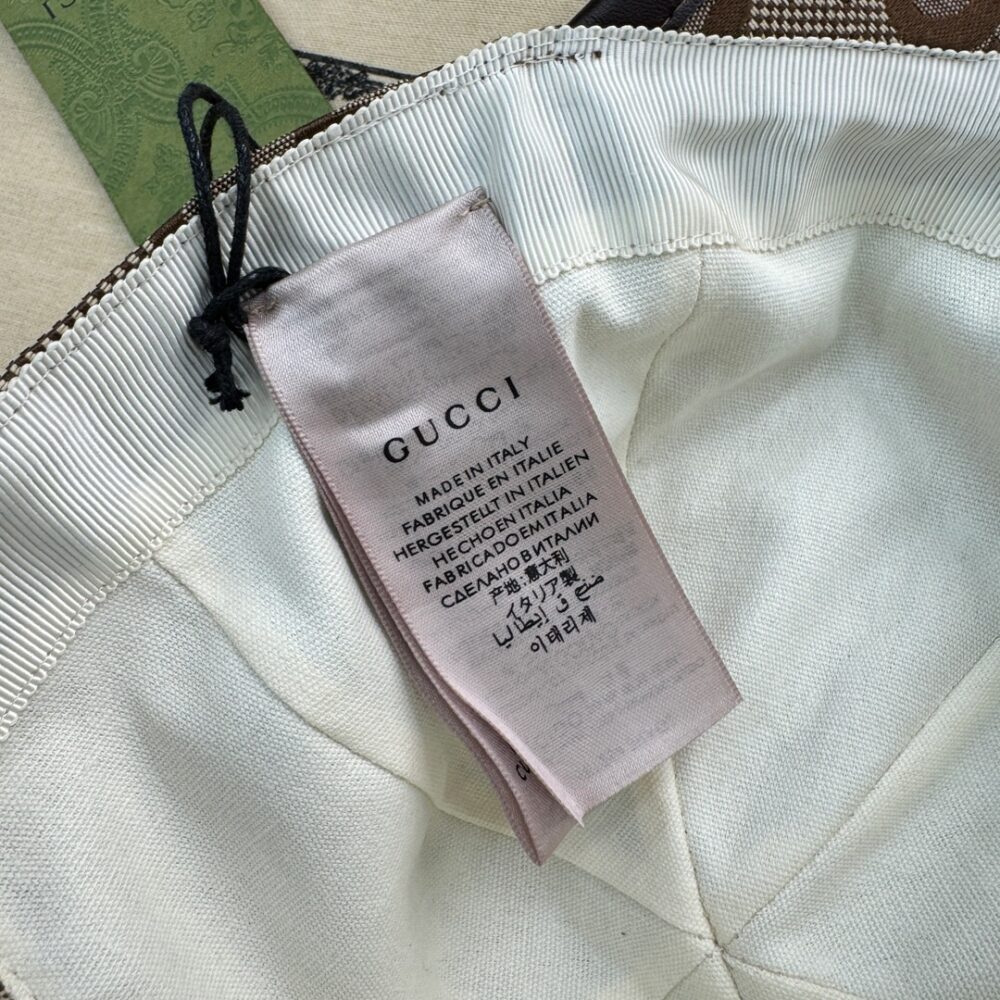 GUCCI
MADE IN ITALY
FABRIQUE EN ITALIE
HERGESTELLT IN ITALIEN
HECHO EN ITALIA
FABRICADO EM ITALIA
СДЕЛАНО В ИТАЛИИ
产地:意大利
イタリア製
صنع في إيطاليا
이태리제